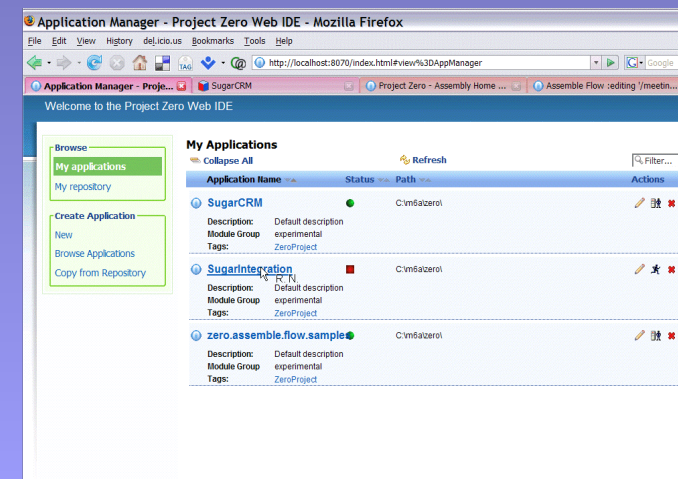 Application Manager - Project Zero Web IDE - Mozilla Firefox
File Edit View History del.icio.us Bookmarks Tools Help
TAG http://localhost:8070/index.html#view%3DAppManager G Google
Application Manager - Proje... SugarCRM Project Zero - Assembly Home ... Assemble Flow :editing '/meetin...
Welcome to the Project Zero Web IDE
Browse
My applications
My repository
Create Application
New
Browse Applications
Copy from Repository
My Applications
Collapse All Refresh Filter...
Application Name Status Path Actions
SugarCRM C:\m6a\zero\
Description: Default description
Module Group experimental
Tags: ZeroProject
SugarIntegration C:\m6a\zero\
R N
Description: Default description
Module Group experimental
Tags: ZeroProject
zero.assemble.flow.samples C:\m6a\zero\
Description: Default description
Module Group experimental
Tags: ZeroProject